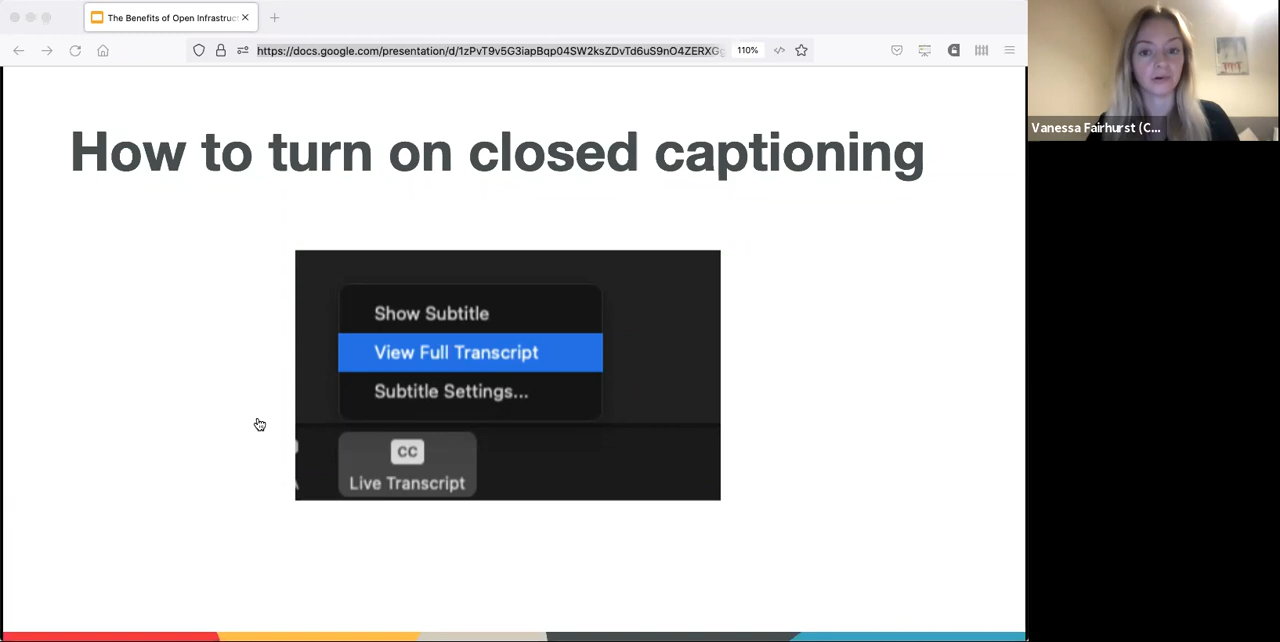 The Benefits of Open Infrastruc
https://docs.google.com/presentation/d/1zPvT9v5G3iapBqp04SW2ksZDvTd6uS9nO4ZERXG
110%
Vanessa Fairhurst (C...
How to turn on closed captioning
Show Subtitle
View Full Transcript
Subtitle Settings...
CC
Live Transcript